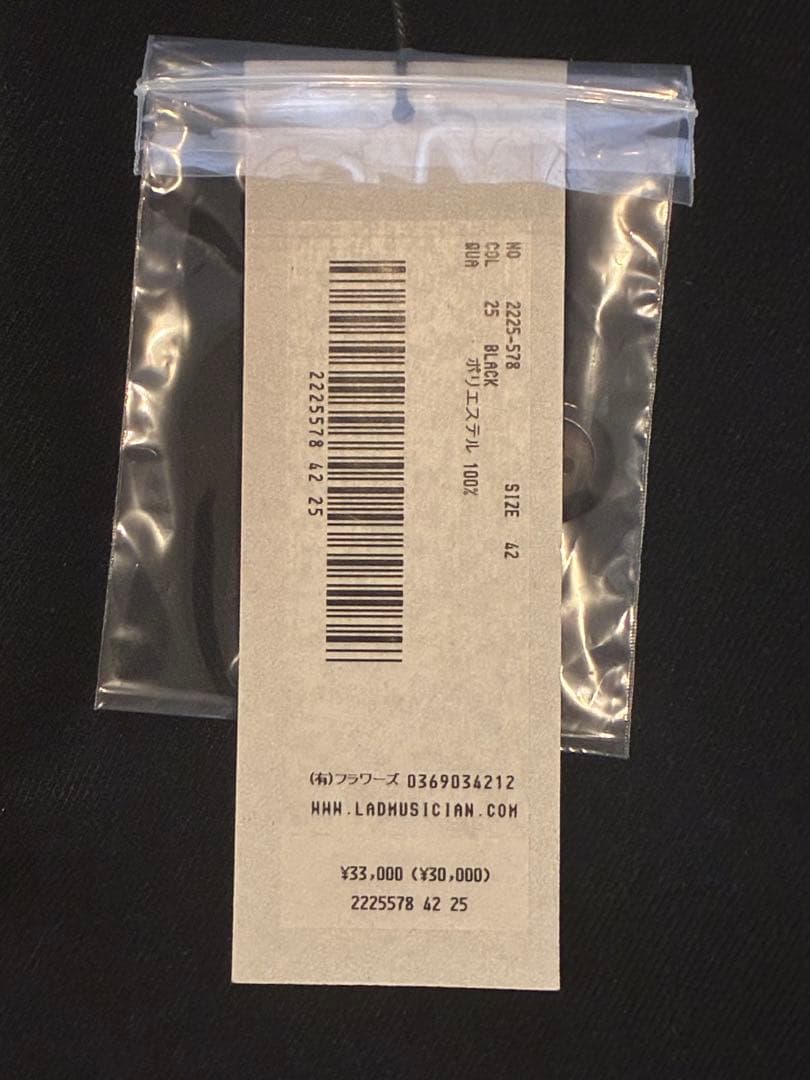 NO 2225-578 SIZE 42
COL 25 BLACK
QUA ポリエステル 100%
2225578 42 25
(有)フラワーズ 0369034212
WWW.LADMUSICIAN.COM
¥33,000 (¥30,000)
2225578 42 25